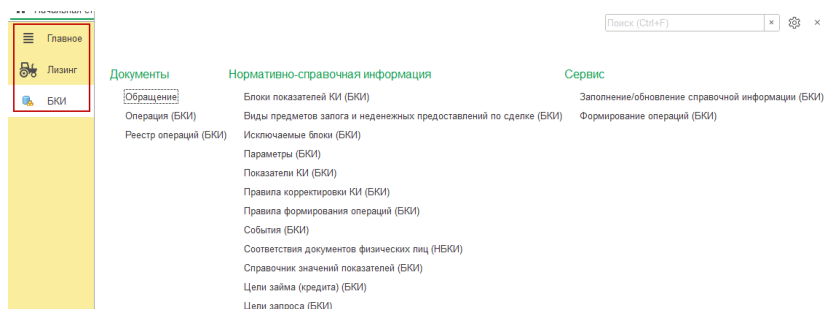 Поиск (Ctrl+F)
Главное
Лизинг
БКИ
Документы
Обращение
Операция (БКИ)
Реестр операций (БКИ)
Нормативно-справочная информация
Блоки показателей КИ (БКИ)
Виды предметов залога и неденежных предоставлений по сделке (БКИ)
Исключаемые блоки (БКИ)
Параметры (БКИ)
Показатели КИ (БКИ)
Правила корректировки КИ (БКИ)
Правила формирования операций (БКИ)
События (БКИ)
Соответствия документов физических лиц (НБКИ)
Справочник значений показателей (БКИ)
Цели займа (кредита) (БКИ)
Цели запроса (БКИ)
Сервис
Заполнение/обновление справочной информации (БКИ)
Формирование операций (БКИ)